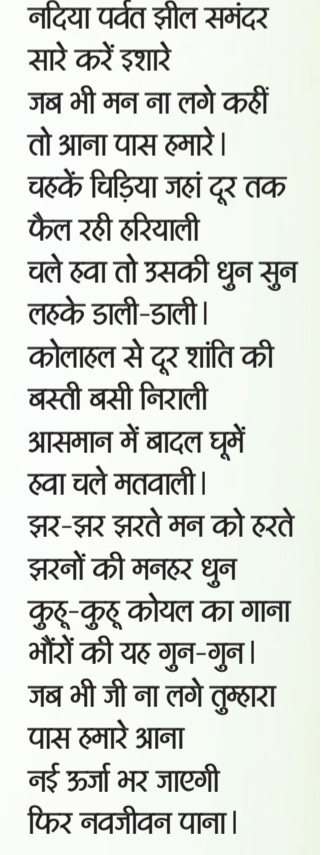 नदिया पर्वत झील समंदर
सारे करें इशारे
जब भी मन ना लगे कहीं
तो आना पास हमारे।
चहकें चिड़िया जहां दूर तक
फैल रही हरियाली
चले हवा तो उसकी धुन सुन
लहके डाली-डाली।
कोलाहल से दूर शांति की
बस्ती बसी निराली
आसमान में बादल घूमें
हवा चले मतवाली।
झर-झर झरते मन को हरते
झरनों की मनहर धुन
कुहू-कुहू कोयल का गाना
भौंरों की यह गुन-गुन।
जब भी जी ना लगे तुम्हारा
पास हमारे आना
नई ऊर्जा भर जाएगी
फिर नवजीवन पाना।